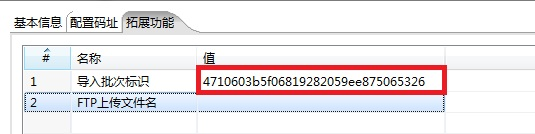 基本信息 配置码址 拓展功能
# 名称 值
1 导入批次标识 4710603b5f06819282059ee875065326
2 FTP上传文件名